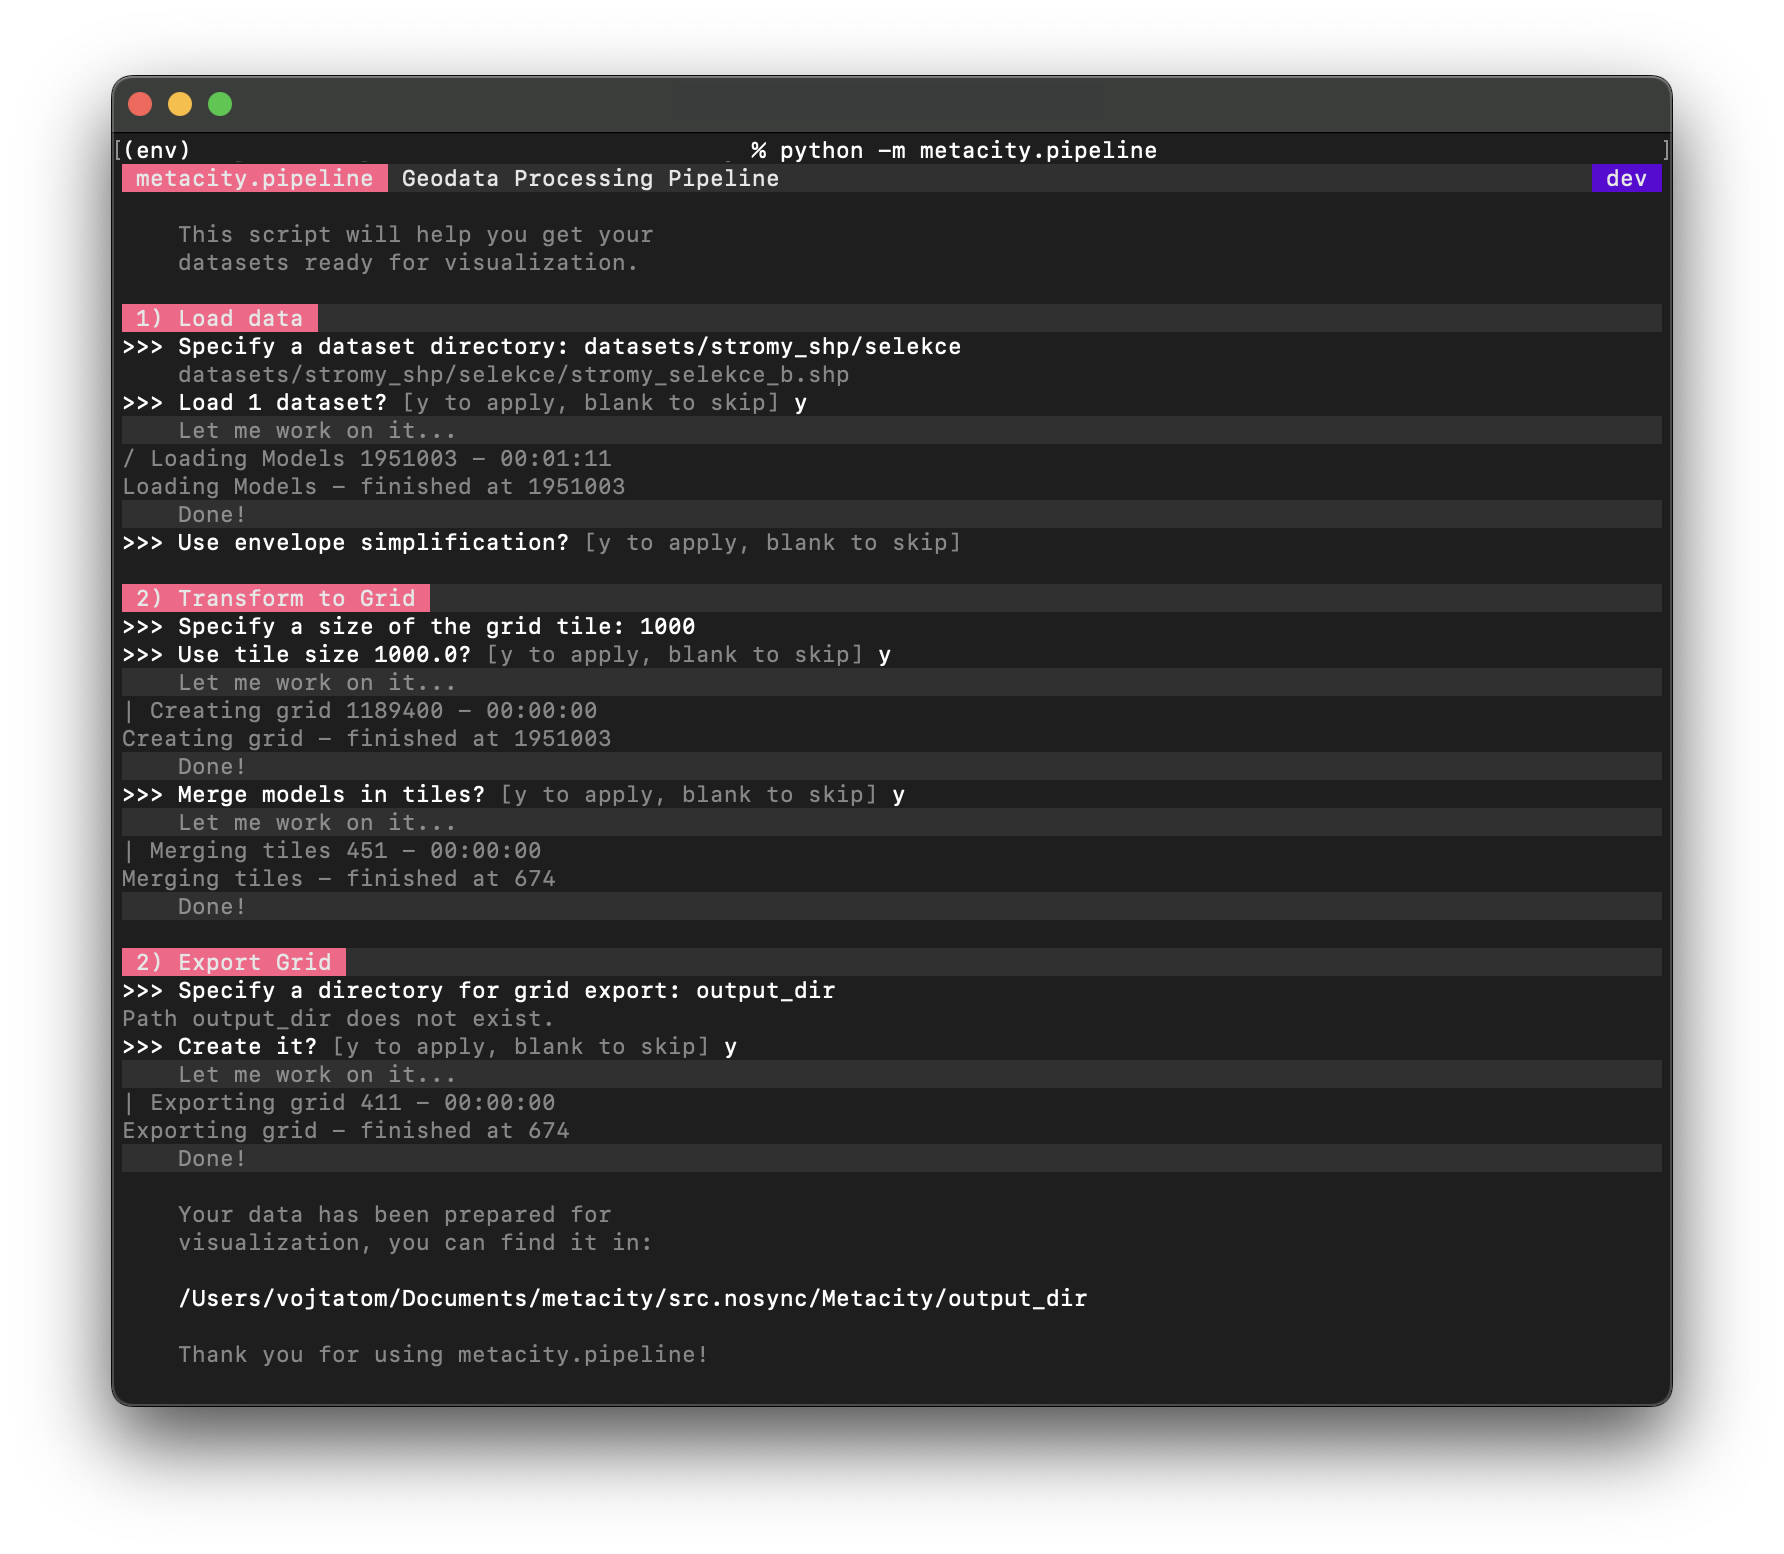 [(env) % python -m metacity.pipeline ]
metacity.pipeline Geodata Processing Pipeline dev
This script will help you get your
datasets ready for visualization.
1) Load data
>>> Specify a dataset directory: datasets/stromy_shp/selekce
datasets/stromy_shp/selekce/stromy_selekce_b.shp
>>> Load 1 dataset? [y to apply, blank to skip] y
Let me work on it...
/ Loading Models 1951003 - 00:01:11
Loading Models - finished at 1951003
Done!
>>> Use envelope simplification? [y to apply, blank to skip]
2) Transform to Grid
>>> Specify a size of the grid tile: 1000
>>> Use tile size 1000.0? [y to apply, blank to skip] y
Let me work on it...
| Creating grid 1189400 - 00:00:00
Creating grid - finished at 1951003
Done!
>>> Merge models in tiles? [y to apply, blank to skip] y
Let me work on it...
| Merging tiles 451 - 00:00:00
Merging tiles - finished at 674
Done!
2) Export Grid
>>> Specify a directory for grid export: output_dir
Path output_dir does not exist.
>>> Create it? [y to apply, blank to skip] y
Let me work on it...
| Exporting grid 411 - 00:00:00
Exporting grid - finished at 674
Done!
Your data has been prepared for
visualization, you can find it in:
/Users/vojtatom/Documents/metacity/src.nosync/Metacity/output_dir
Thank you for using metacity.pipeline!